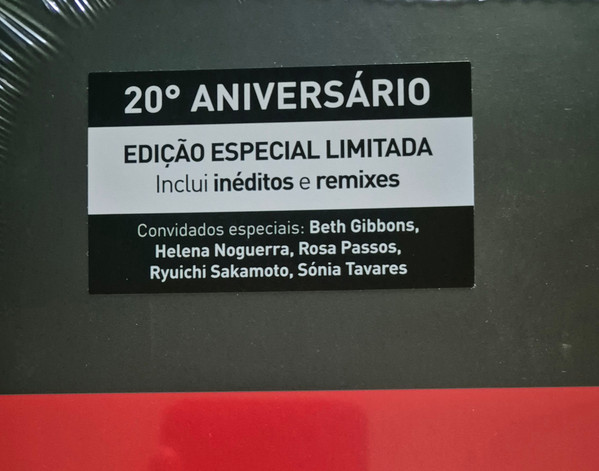 20° ANIVERSÁRIO
EDIÇÃO ESPECIAL LIMITADA
Inclui inéditos e remixes
Convidados especiais: Beth Gibbons,
Helena Noguerra, Rosa Passos,
Ryuichi Sakamoto, Sónia Tavares